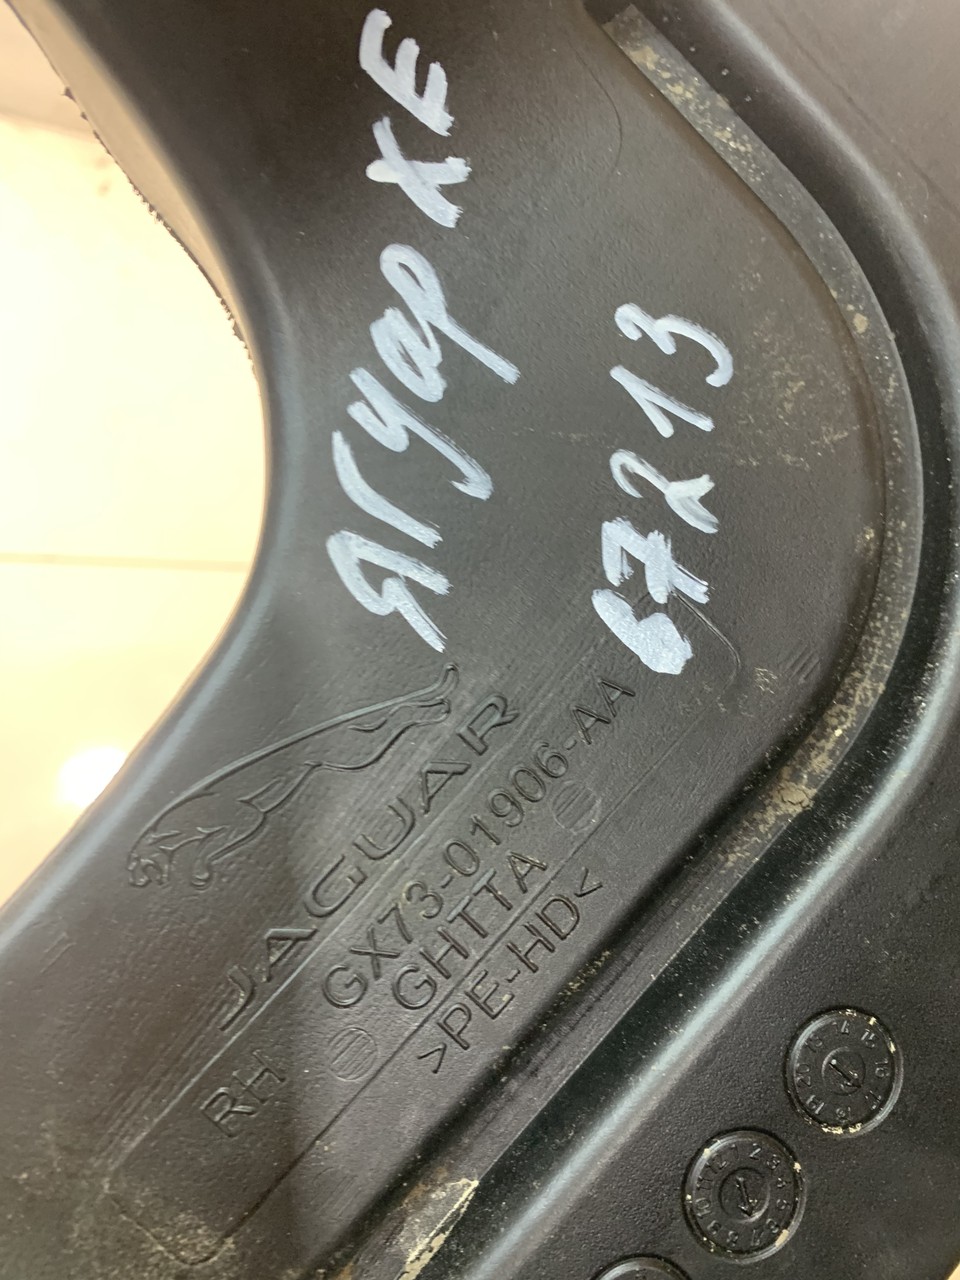 Ягуар XE
67213
JAGUAR
RH GX73-01906-AA
GHTTA
>PE-HD<